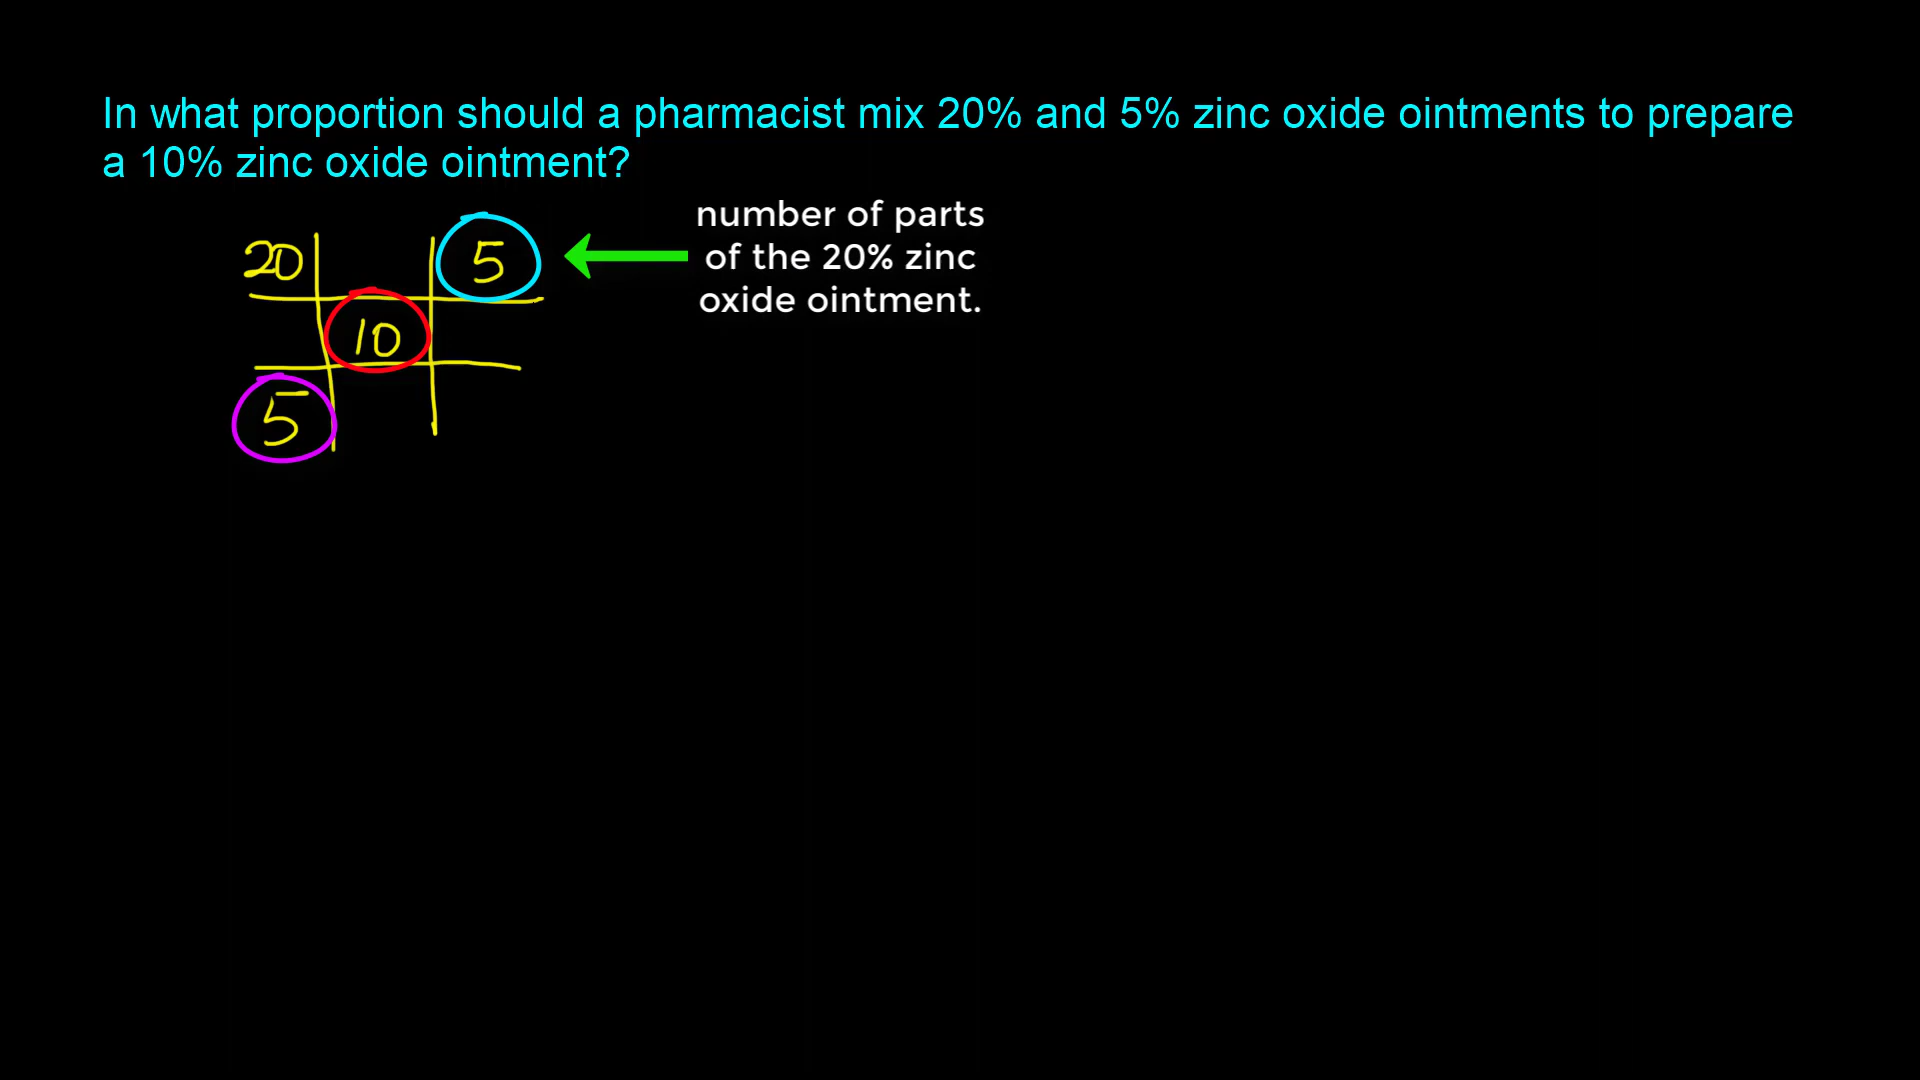 In what proportion should a pharmacist mix 20% and 5% zinc oxide ointments to prepare
a 10% zinc oxide ointment?
number of parts
of the 20% zinc
oxide ointment.
20 5
10
5